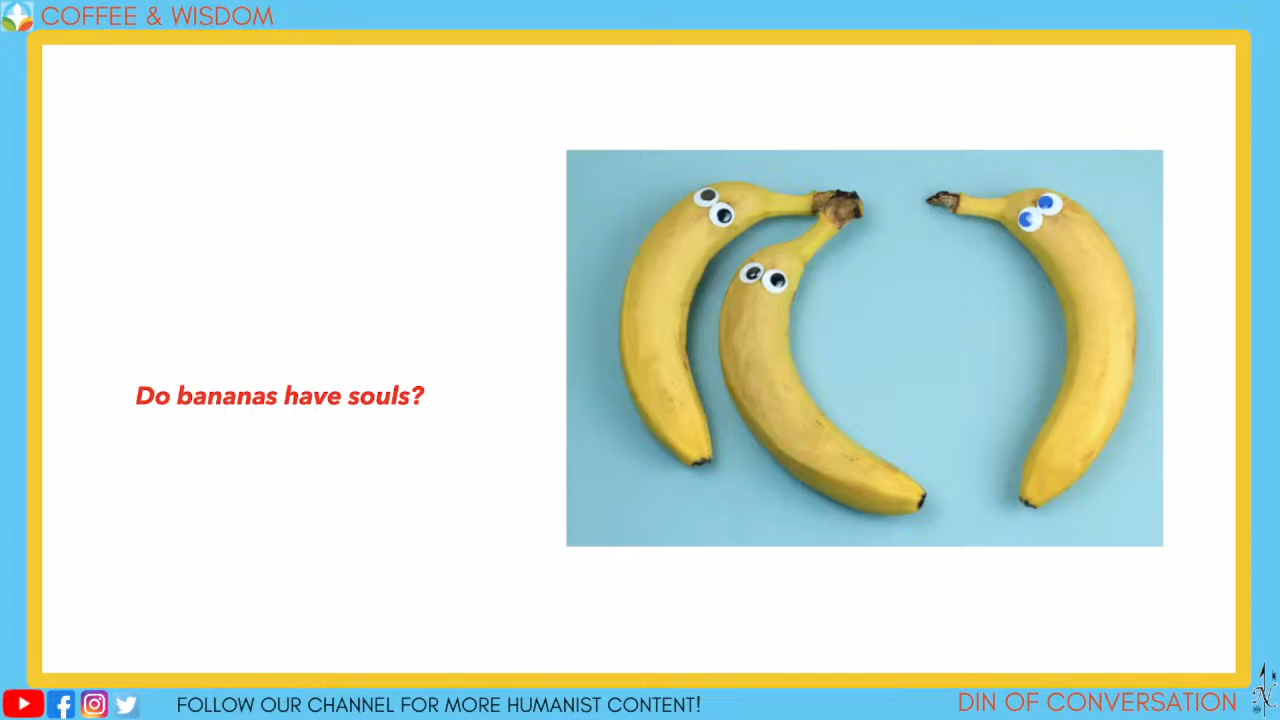 COFFEE & WISDOM
Do bananas have souls?
FOLLOW OUR CHANNEL FOR MORE HUMANIST CONTENT!
DIN OF CONVERSATION